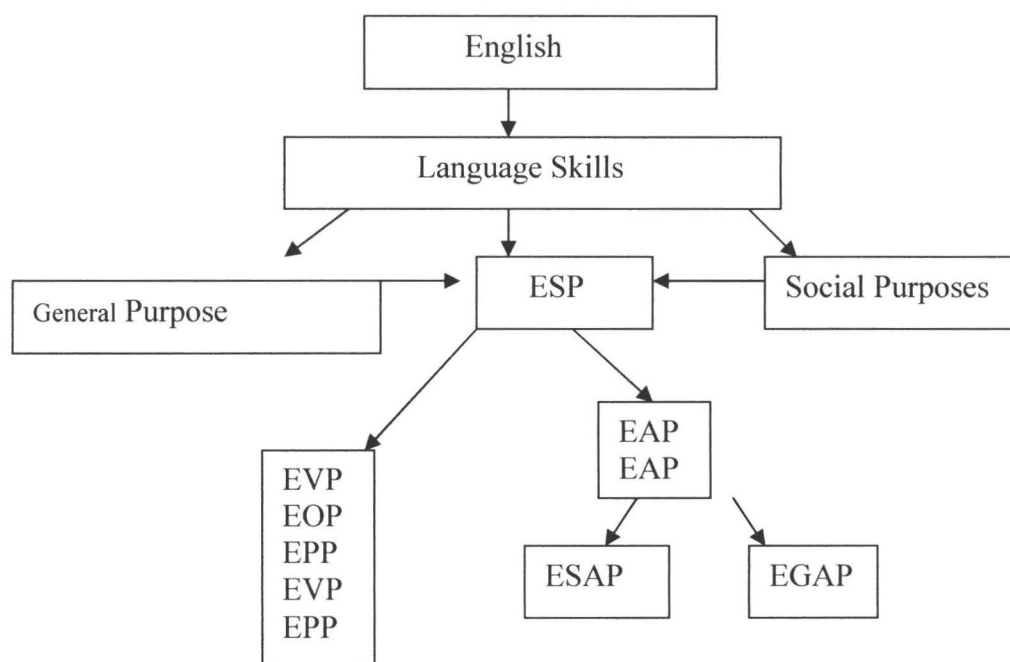 English
Language Skills
General Purpose
ESP
Social Purposes
EVP
EOP
EPP
EVP
EPP
EAP
EAP
ESAP
EGAP